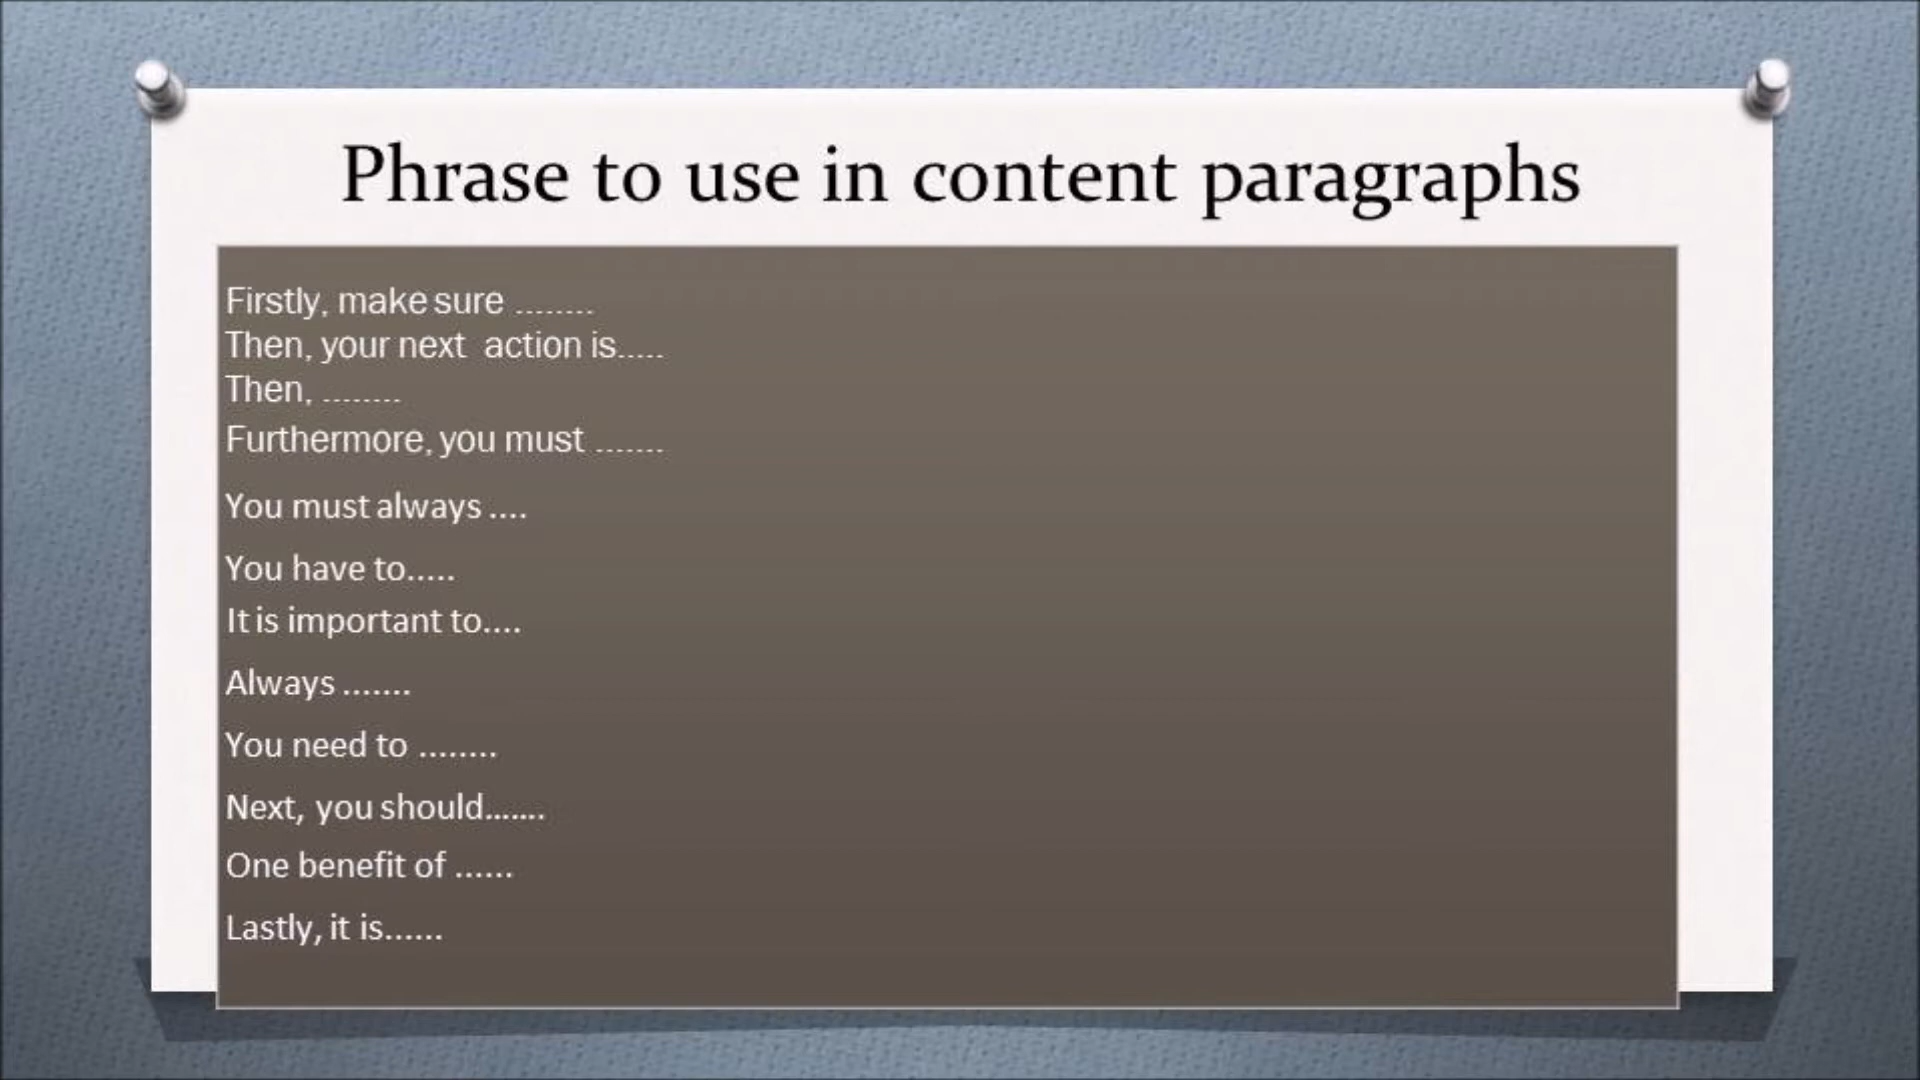 Phrase to use in content paragraphs
Firstly, make sure ........
Then, your next action is.....
Then, ........
Furthermore, you must .......
You must always ....
You have to.....
It is important to....
Always .......
You need to ........
Next, you should.......
One benefit of ......
Lastly, it is......